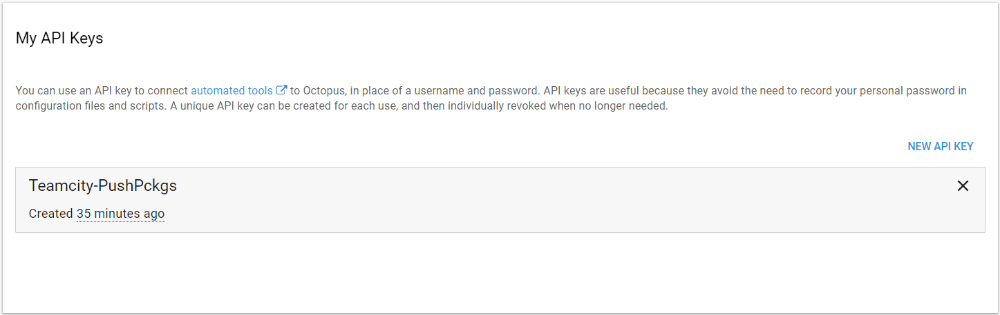 My API Keys
You can use an API key to connect automated tools to Octopus, in place of a username and password. API keys are useful because they avoid the need to record your personal password in
configuration files and scripts. A unique API key can be created for each use, and then individually revoked when no longer needed.
NEW API KEY
Teamcity-PushPckgs
Created 35 minutes ago